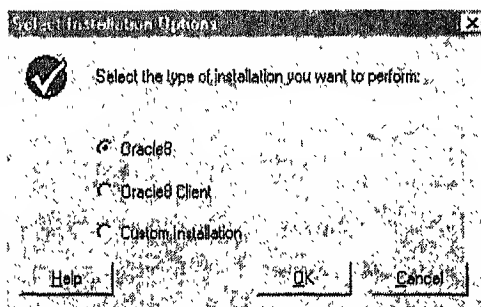 Select Installation Options
Select the type of installation you want to perform:
Oracle8
Oracle8 Client
Custom Installation
Help OK Cancel